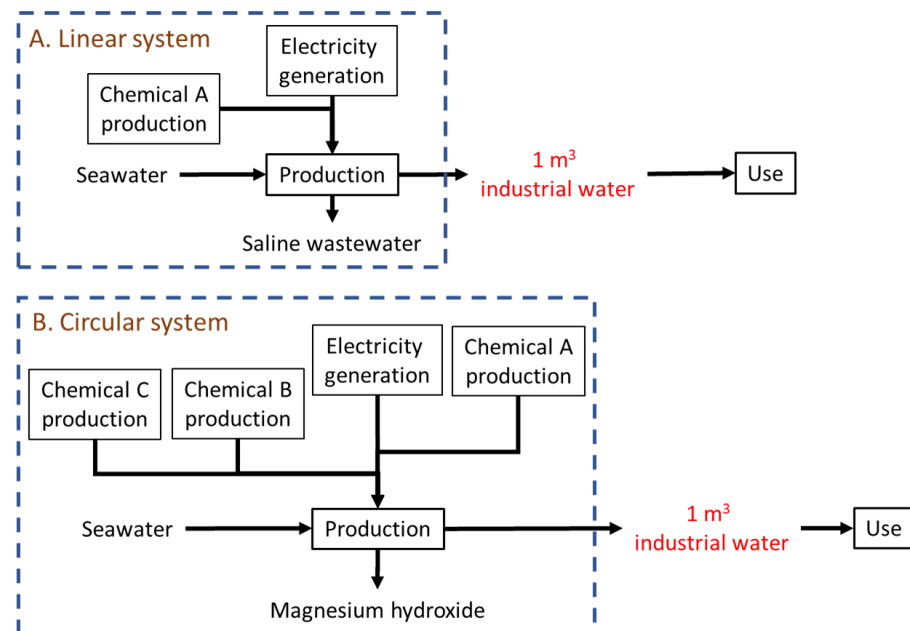 A. Linear system
Electricity
generation
Chemical A
production
Seawater
Production
1 m³
industrial water
Use
Saline wastewater
B. Circular system
Electricity
generation
Chemical A
production
Chemical C
production
Chemical B
production
Seawater
Production
1 m³
industrial water
Use
Magnesium hydroxide